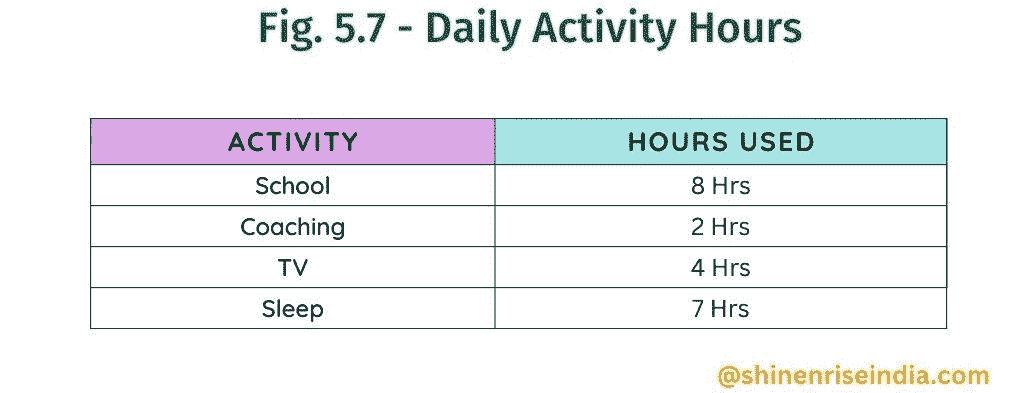 Fig. 5.7 - Daily Activity Hours
ACTIVITY HOURS USED
School 8 Hrs
Coaching 2 Hrs
TV 4 Hrs
Sleep 7 Hrs
@shinenriseindia.com